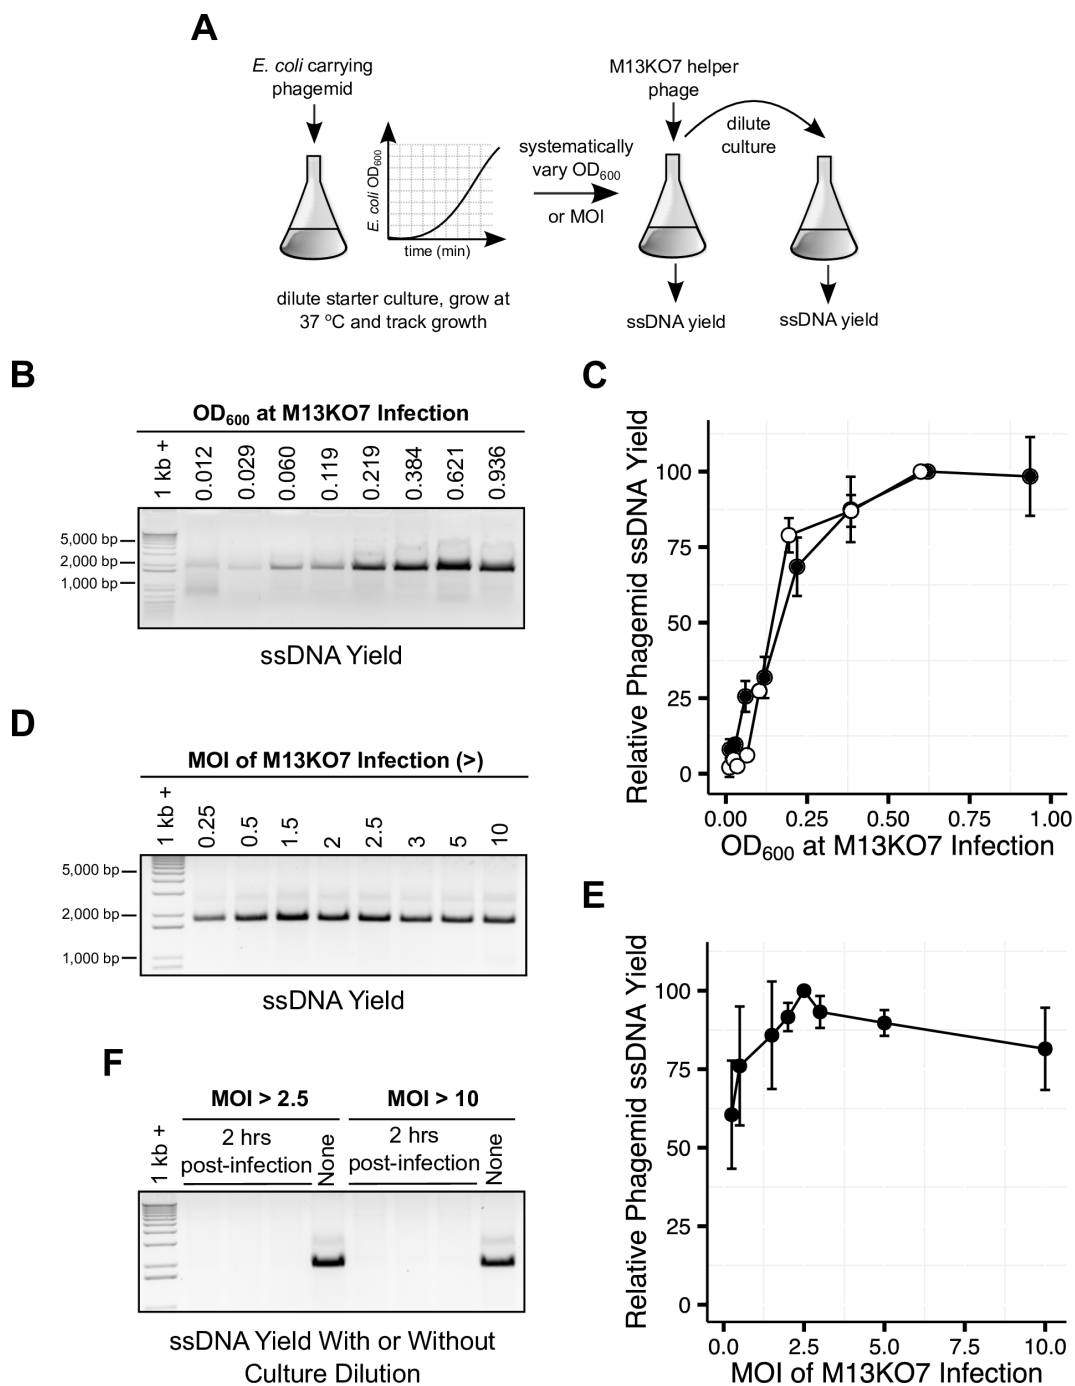 A
E. coli carrying
phagemid
E. coli OD600
time (min)
dilute starter culture, grow at
37 °C and track growth
systematically
vary OD600
or MOI
M13KO7 helper
phage
dilute
culture
ssDNA yield
ssDNA yield
B
OD600 at M13KO7 Infection
1 kb +
0.012
0.029
0.060
0.119
0.219
0.384
0.621
0.936
5,000 bp
2,000 bp
1,000 bp
ssDNA Yield
C
Relative Phagemid ssDNA Yield
100
75
50
25
0
0.00
0.25
0.50
0.75
1.00
OD600 at M13KO7 Infection
D
MOI of M13KO7 Infection (>)
1 kb +
0.25
0.5
1.5
2
2.5
3
5
10
5,000 bp
2,000 bp
1,000 bp
ssDNA Yield
E
Relative Phagemid ssDNA Yield
100
75
50
25
0
0.0
2.5
5.0
7.5
10.0
MOI of M13KO7 Infection
F
MOI > 2.5
MOI > 10
1 kb +
2 hrs
post-infection
None
2 hrs
post-infection
None
ssDNA Yield With or Without
Culture Dilution